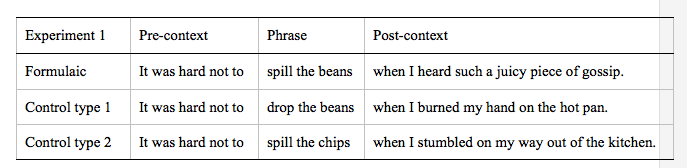 Experiment 1 Pre-context Phrase Post-context
Formulaic It was hard not to spill the beans when I heard such a juicy piece of gossip.
Control type 1 It was hard not to drop the beans when I burned my hand on the hot pan.
Control type 2 It was hard not to spill the chips when I stumbled on my way out of the kitchen.